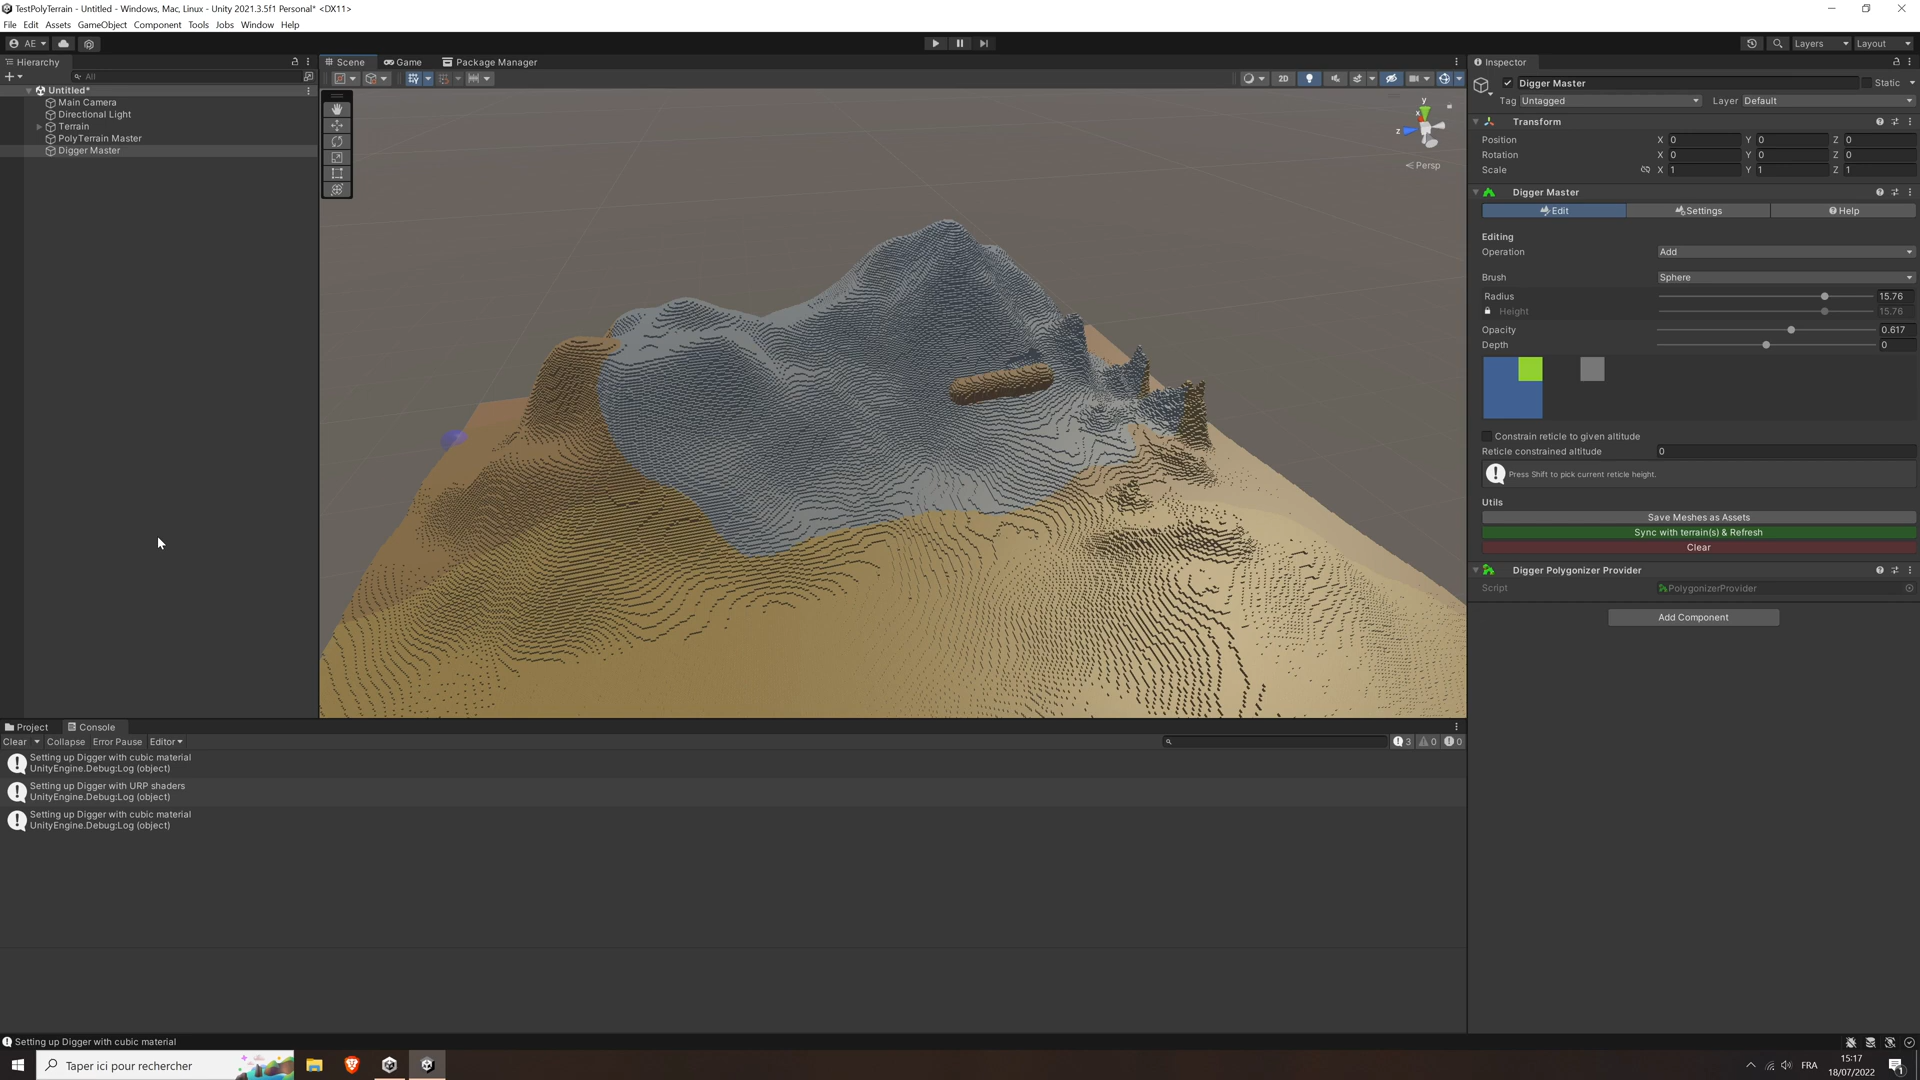 TestPolyTerrain - Untitled - Windows, Mac, Linux - Unity 2021.3.5f1 Personal* <DX11>
File Edit Assets GameObject Component Tools Jobs Window Help
AE
Layers Layout
Hierarchy
All
Untitled*
Main Camera
Directional Light
Terrain
PolyTerrain Master
Digger Master
Scene Game Package Manager
2D
y
x
z
Persp
Inspector
Digger Master Static
Tag Untagged Layer Default
Transform
Position X 0 Y 0 Z 0
Rotation X 0 Y 0 Z 0
Scale X 1 Y 1 Z 1
Digger Master
Edit Settings Help
Editing
Operation Add
Brush Sphere
Radius 15.76
Height 15.76
Opacity 0.617
Depth 0
Constrain reticle to given altitude
Reticle constrained altitude 0
Press Shift to pick current reticle height.
Utils
Save Meshes as Assets
Sync with terrain(s) & Refresh
Clear
Digger Polygonizer Provider
Script PolygonizerProvider
Add Component
Project Console
Clear Collapse Error Pause Editor
3 0 0
Setting up Digger with cubic material
UnityEngine.Debug:Log (object)
Setting up Digger with URP shaders
UnityEngine.Debug:Log (object)
Setting up Digger with cubic material
UnityEngine.Debug:Log (object)
Setting up Digger with cubic material
Taper ici pour rechercher
FRA
15:17
18/07/2022
1